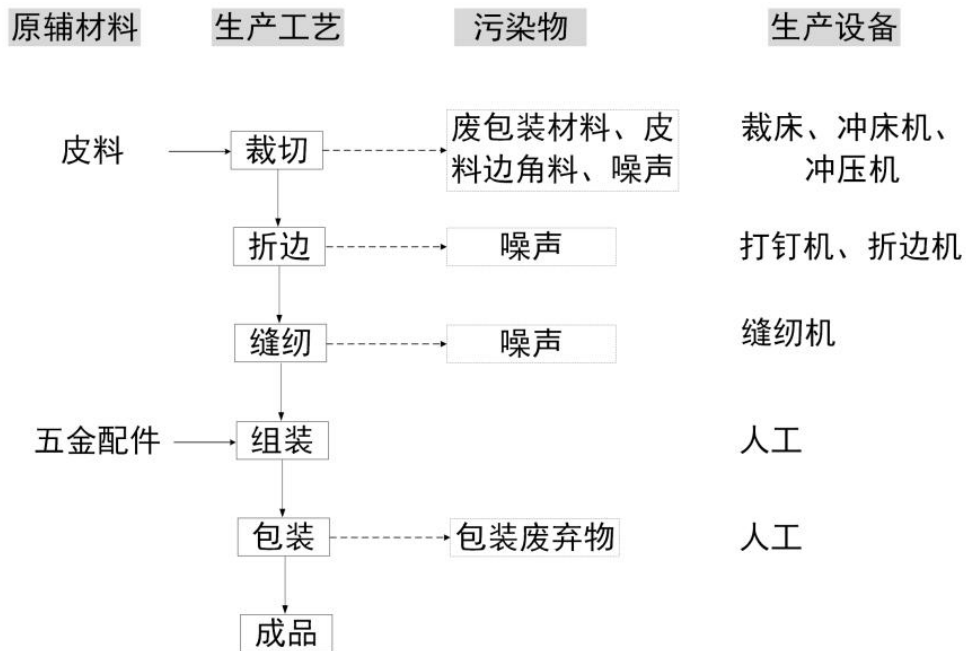 原辅材料 生产工艺 污染物 生产设备
皮料 裁切 废包装材料、皮料边角料、噪声 裁床、冲床机、冲压机
折边 噪声 打钉机、折边机
缝纫 噪声 缝纫机
五金配件 组装 人工
包装 包装废弃物 人工
成品